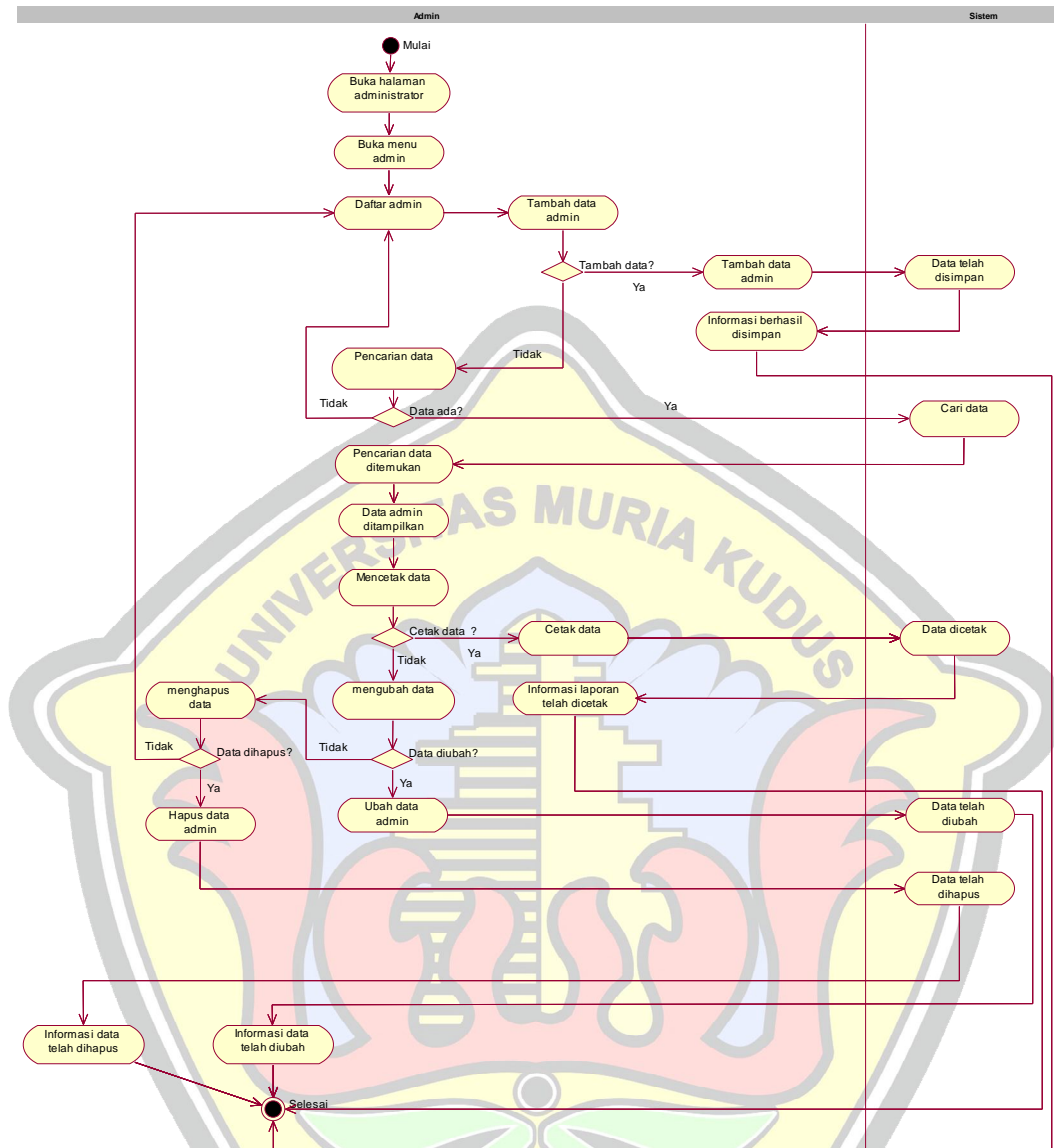 Admin
Sistem
Mulai
Buka halaman
administrator
Buka menu
admin
Daftar admin
Tambah data
admin
Tambah data?
Ya
Tambah data
admin
Data telah
disimpan
Informasi berhasil
disimpan
Tidak
Pencarian data
Tidak
Data ada?
Ya
Cari data
Pencarian data
ditemukan
Data admin
ditampilkan
Mencetak data
Cetak data ?
Ya
Tidak
Cetak data
Data dicetak
menghapus
data
mengubah data
Informasi laporan
telah dicetak
Tidak
Data dihapus?
Tidak
Data diubah?
Ya
Ya
Hapus data
admin
Ubah data
admin
Data telah
diubah
Data telah
dihapus
Informasi data
telah dihapus
Informasi data
telah diubah
Selesai
UNIVERSITAS MURIA KUDUS